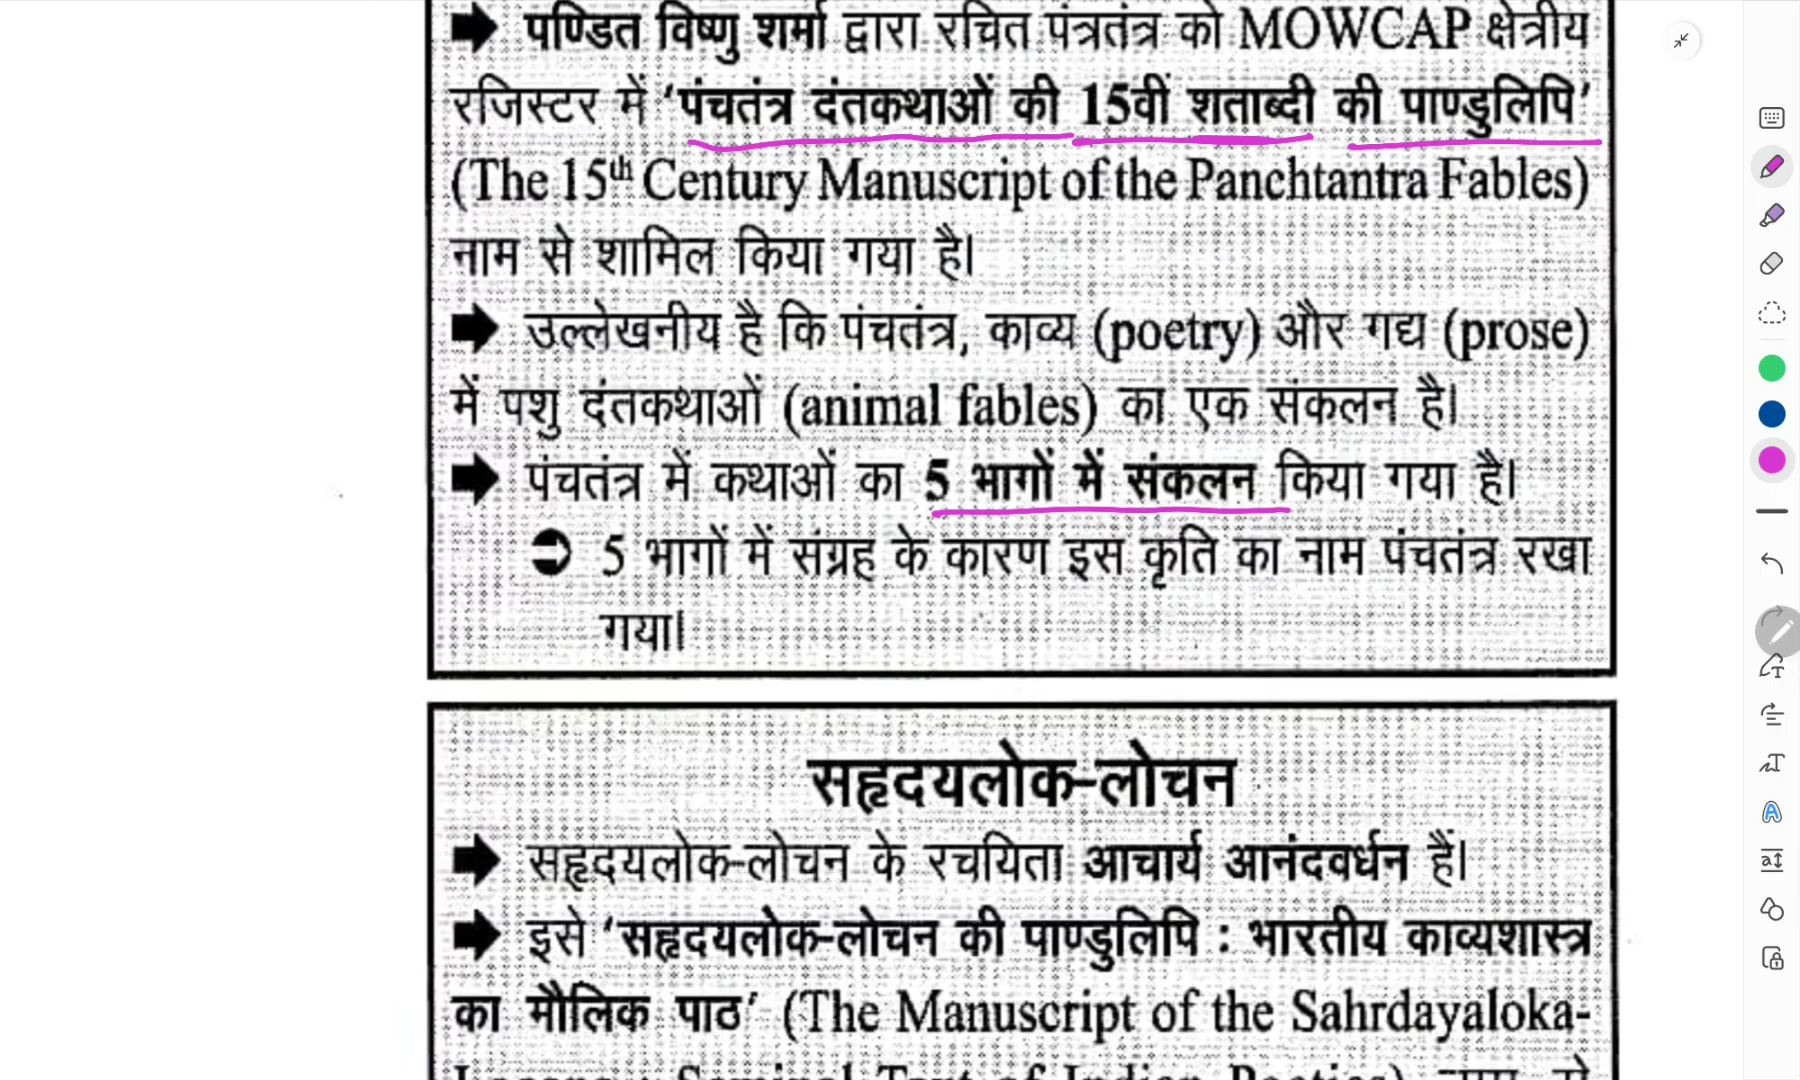 ➡ पण्डित विष्णु शर्मा द्वारा रचित पंत्रतंत्र को MOWCAP क्षेत्रीय
रजिस्टर में ‘पंचतंत्र दंतकथाओं की 15वीं शताब्दी की पाण्डुलिपि’
(The 15th Century Manuscript of the Panchtantra Fables)
नाम से शामिल किया गया है।
➡ उल्लेखनीय है कि पंचतंत्र, काव्य (poetry) और गद्य (prose)
में पशु दंतकथाओं (animal fables) का एक संकलन है।
➡ पंचतंत्र में कथाओं का 5 भागों में संकलन किया गया है।
➲ 5 भागों में संग्रह के कारण इस कृति का नाम पंचतंत्र रखा
गया।
सहृदयलोक-लोचन
➡ सहृदयलोक-लोचन के रचयिता आचार्य आनंदवर्धन हैं।
➡ इसे ‘सहृदयलोक-लोचन की पाण्डुलिपि : भारतीय काव्यशास्त्र
का मौलिक पाठ’ (The Manuscript of the Sahrdayaloka-